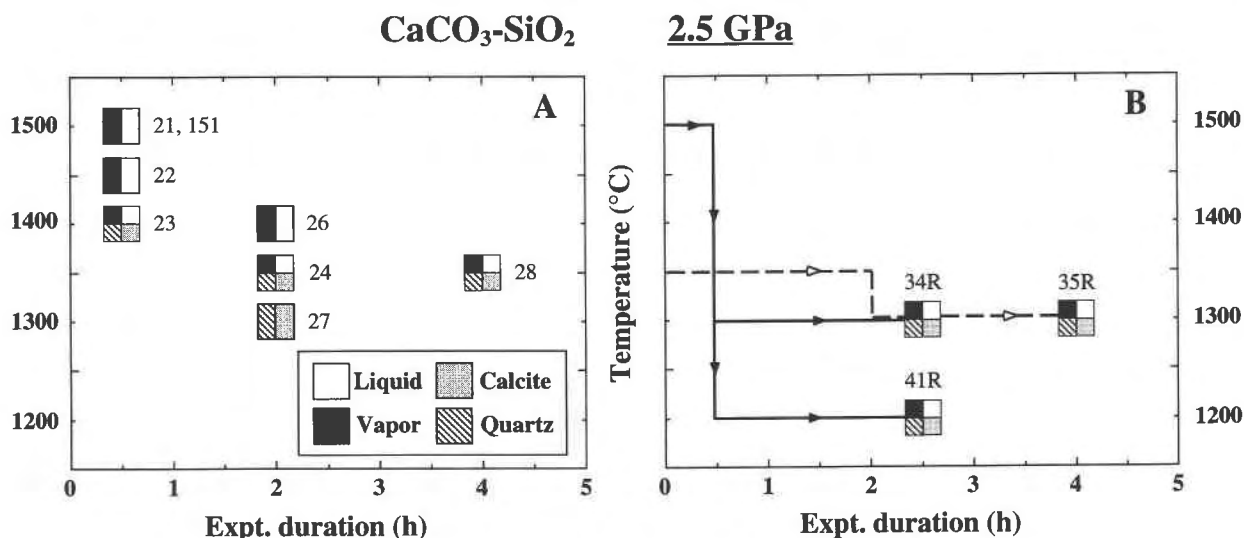 CaCO₃-SiO₂ 2.5 GPa
A
1500
1400
1300
1200
21, 151
22
23
26
24
28
27
Liquid
Calcite
Vapor
Quartz
0 1 2 3 4 5
Expt. duration (h)
B
Temperature (°C)
34R
35R
41R
1500
1400
1300
1200
0 1 2 3 4 5
Expt. duration (h)